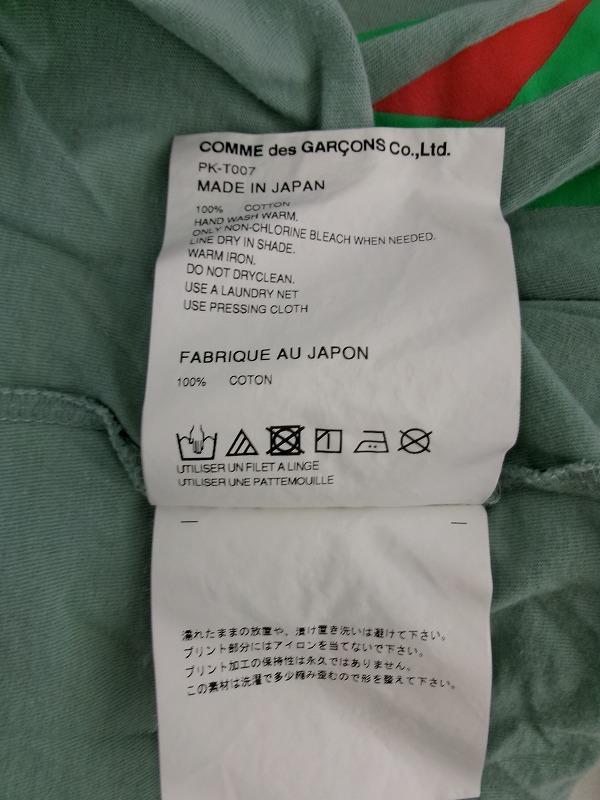 COMME des GARÇONS Co.,Ltd.
PK-T007
MADE IN JAPAN
100% COTTON
HAND WASH WARM.
ONLY NON-CHLORINE BLEACH WHEN NEEDED.
LINE DRY IN SHADE.
WARM IRON.
DO NOT DRYCLEAN.
USE A LAUNDRY NET
USE PRESSING CLOTH
FABRIQUE AU JAPON
100% COTON
UTILISER UN FILET A LINGE
UTILISER UNE PATTEMOUILLE
濡れたままの放置や、漬け置き洗いは避けて下さい。
プリント部分にはアイロンを当てないで下さい。
プリント加工の保持性は永久ではありません。
この素材は洗濯で多少縮み歪むので形を整えて下さい。